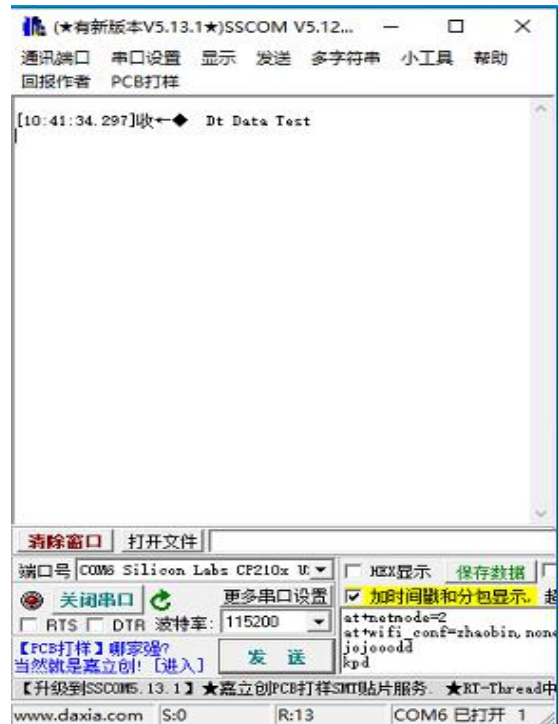 (★有新版本V5.13.1★)SSCOM V5.12...
通讯端口 串口设置 显示 发送 多字符串 小工具 帮助
回报作者 PCB打样
[10:41:34.297]收←◆ Dt Data Test
清除窗口 打开文件
端口号 COM6 Silicon Labs CP210x U HEX显示 保存数据
关闭串口 更多串口设置 加时间戳和分包显示. 超
RTS DTR 波特率: 115200
at+netmode=2
at+wifi_conf=zhaobin,none
jojooodd
kpd
【PCB打样】哪家强?
当然就是嘉立创! [进入]
发 送
【升级到SSCOM5.13.1】★嘉立创PCB打样SMT贴片服务. ★RT-Thread中
www.daxia.com S:0 R:13 COM6 已打开 1